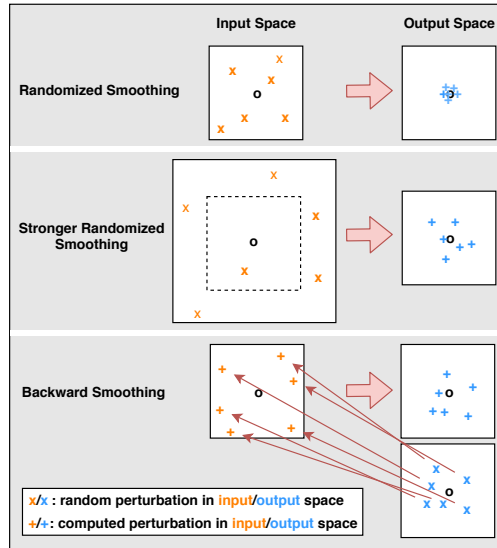 Input Space Output Space
Randomized Smoothing
x x x x x x o
o
Stronger Randomized
Smoothing
x x x x x x o
+ + + + + + o
Backward Smoothing
+ + + + + + o
+ + + + + + o
x x x x x x o
x/x : random perturbation in input/output space
+/+ : computed perturbation in input/output space